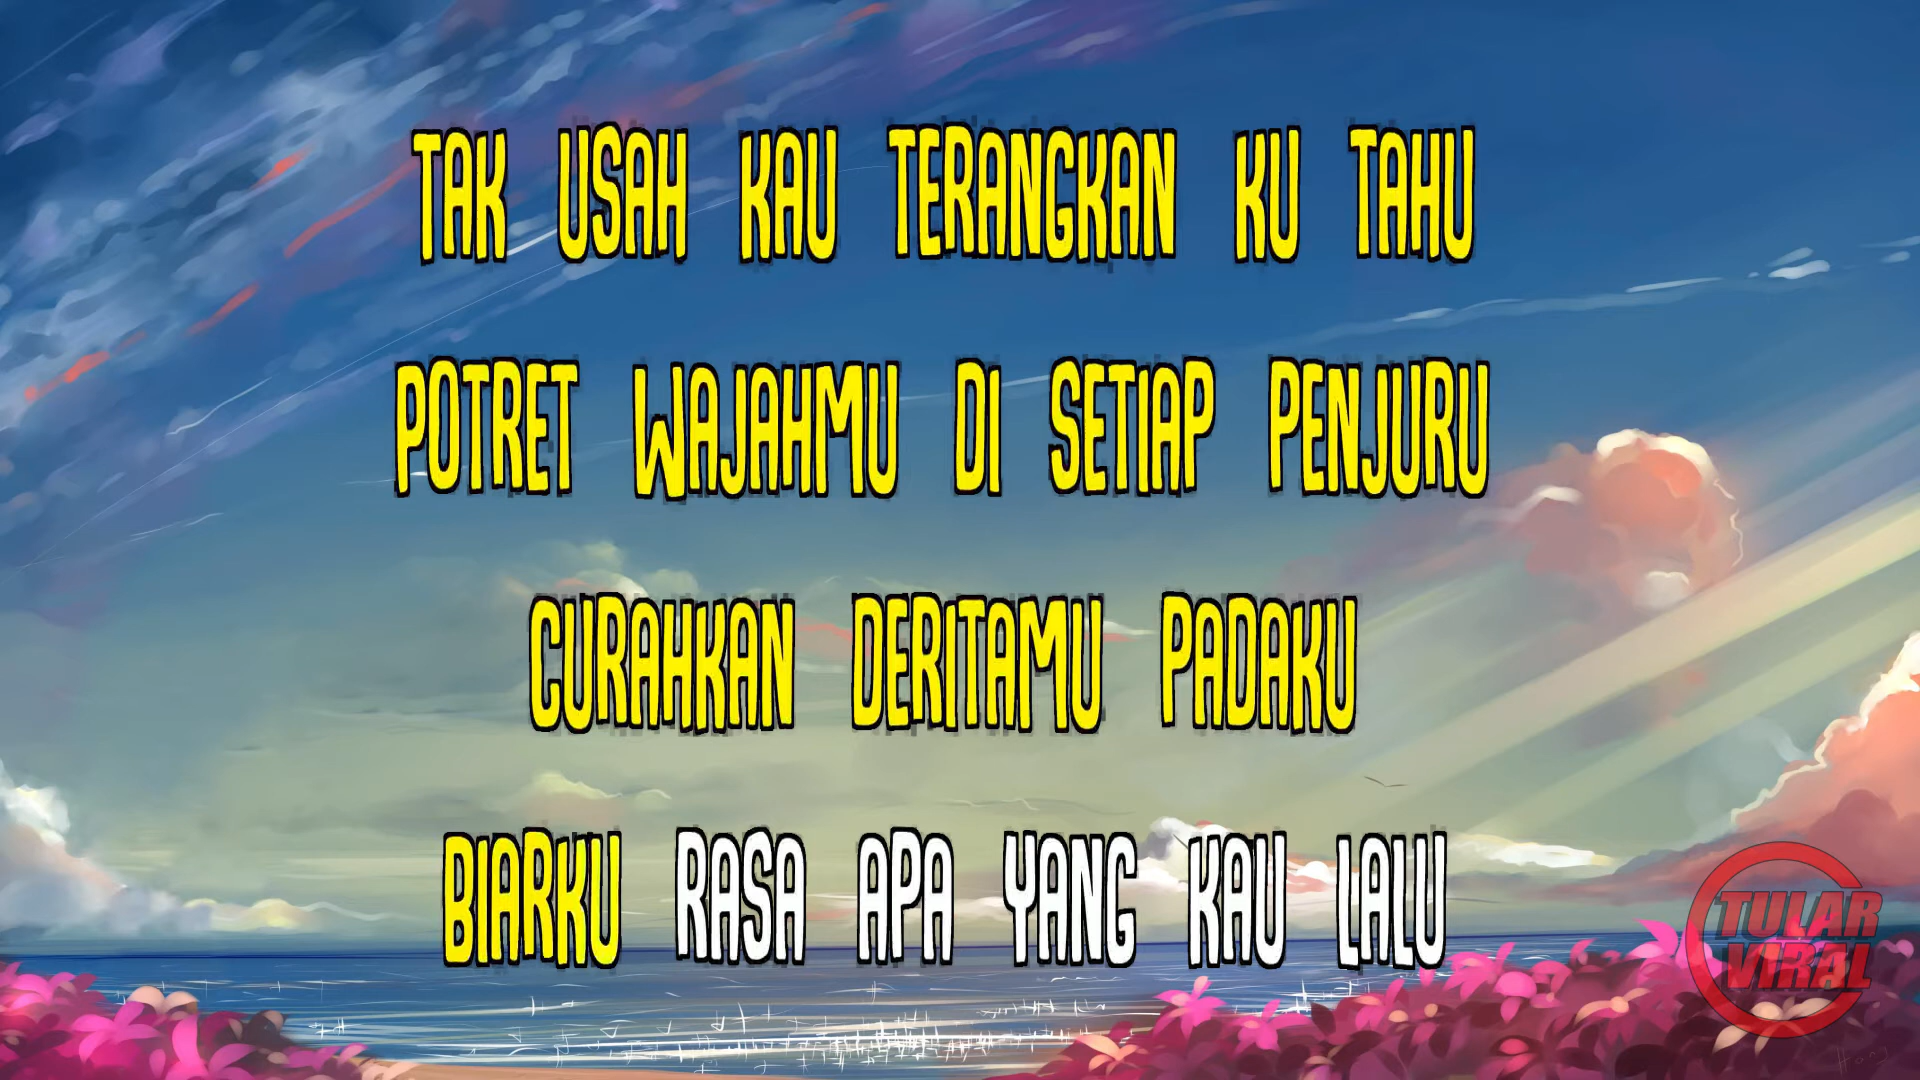 TAK USAH KAU TERANGKAN KU TAHU
POTRET WAJAHMU DI SETIAP PENJURU
CURAHKAN DERITAMU PADAKU
BIARKU RASA APA YANG KAU LALU
TULAR
VIRAL